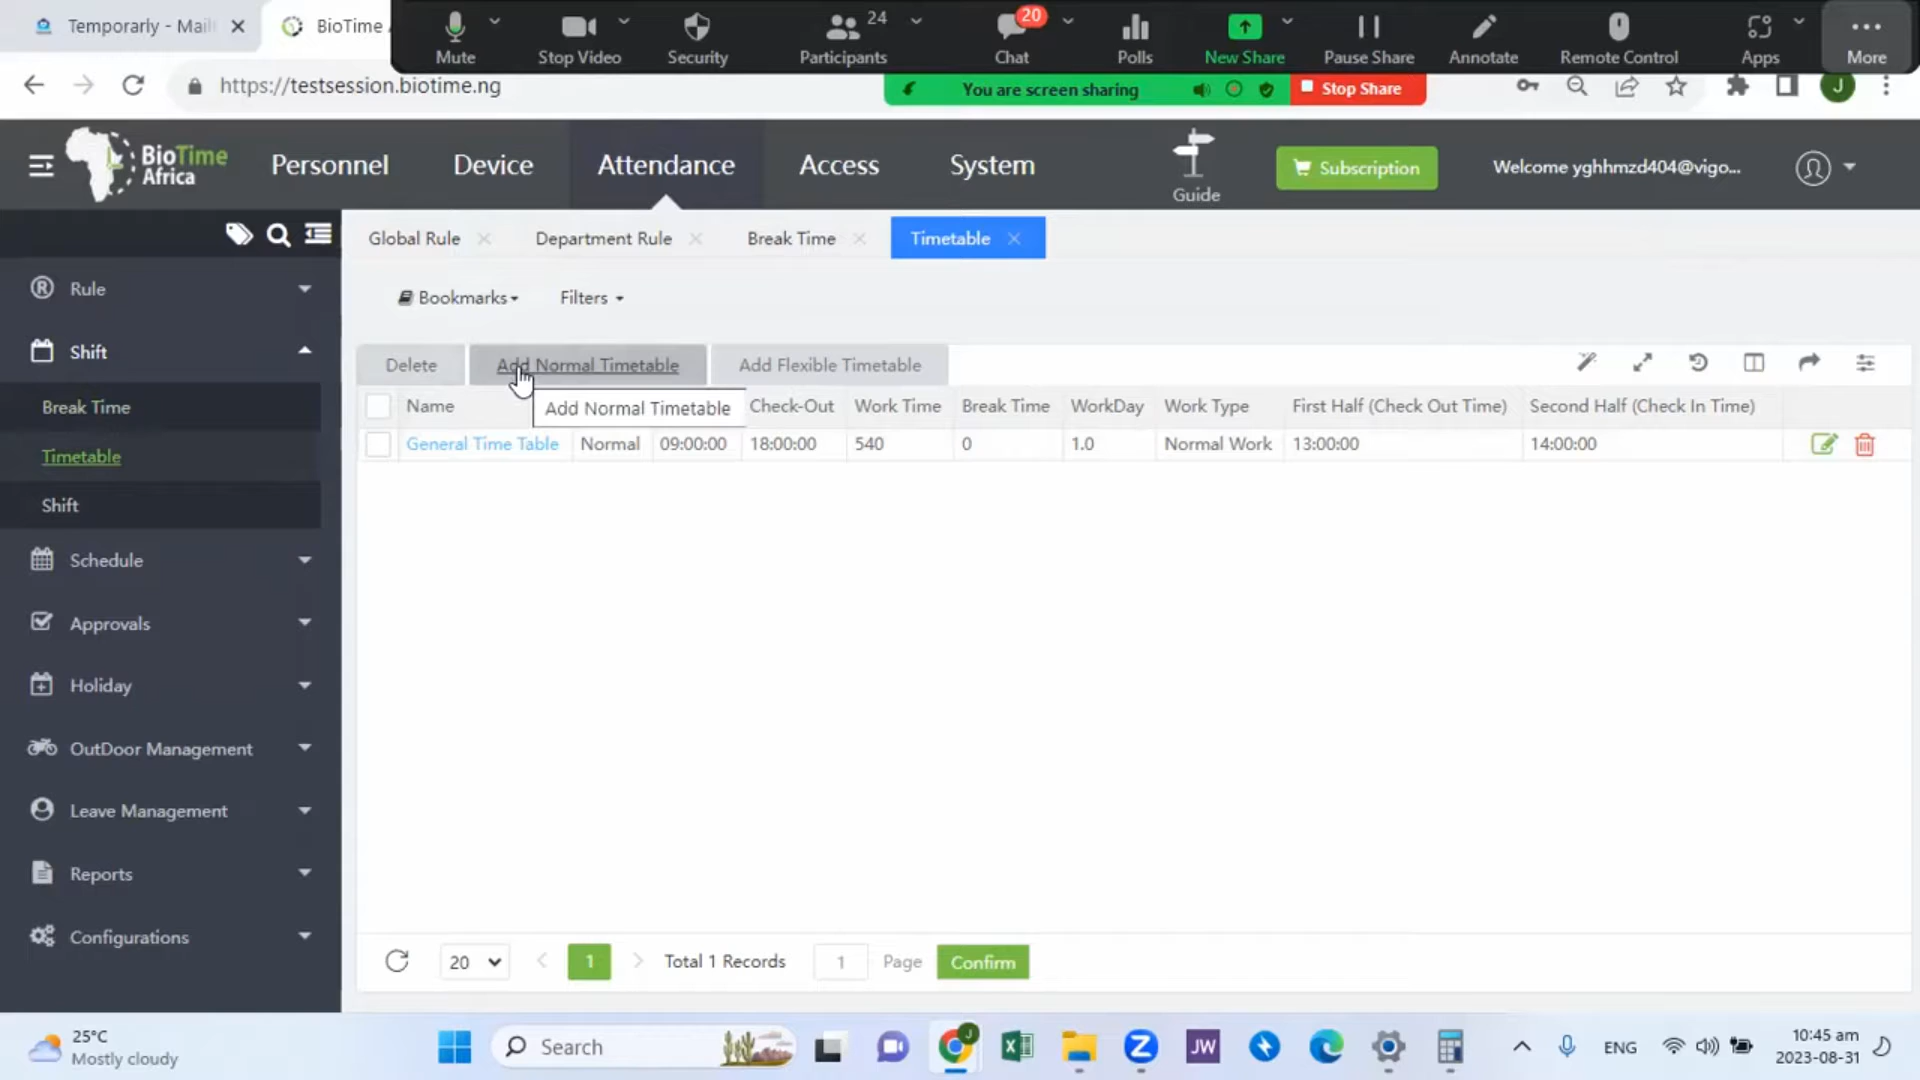 Temporarly - Mail
BioTime
Mute
Stop Video
Security
24
Participants
20
Chat
Polls
New Share
Pause Share
Annotate
Remote Control
Apps
More
https://testsession.biotime.ng
You are screen sharing
Stop Share
J
BioTime
Africa
Personnel
Device
Attendance
Access
System
Guide
Subscription
Welcome yghhmzd404@vigo...
Global Rule
Department Rule
Break Time
Timetable
Bookmarks
Filters
Rule
Shift
Break Time
Timetable
Shift
Schedule
Approvals
Holiday
OutDoor Management
Leave Management
Reports
Configurations
Delete
Add Normal Timetable
Add Flexible Timetable
Name
Add Normal Timetable
Check-Out
Work Time
Break Time
WorkDay
Work Type
First Half (Check Out Time)
Second Half (Check In Time)
General Time Table
Normal
09:00:00
18:00:00
540
0
1.0
Normal Work
13:00:00
14:00:00
20
1
Total 1 Records
1
Page
Confirm
25°C
Mostly cloudy
Search
J
JW
ENG
10:45 am
2023-08-31